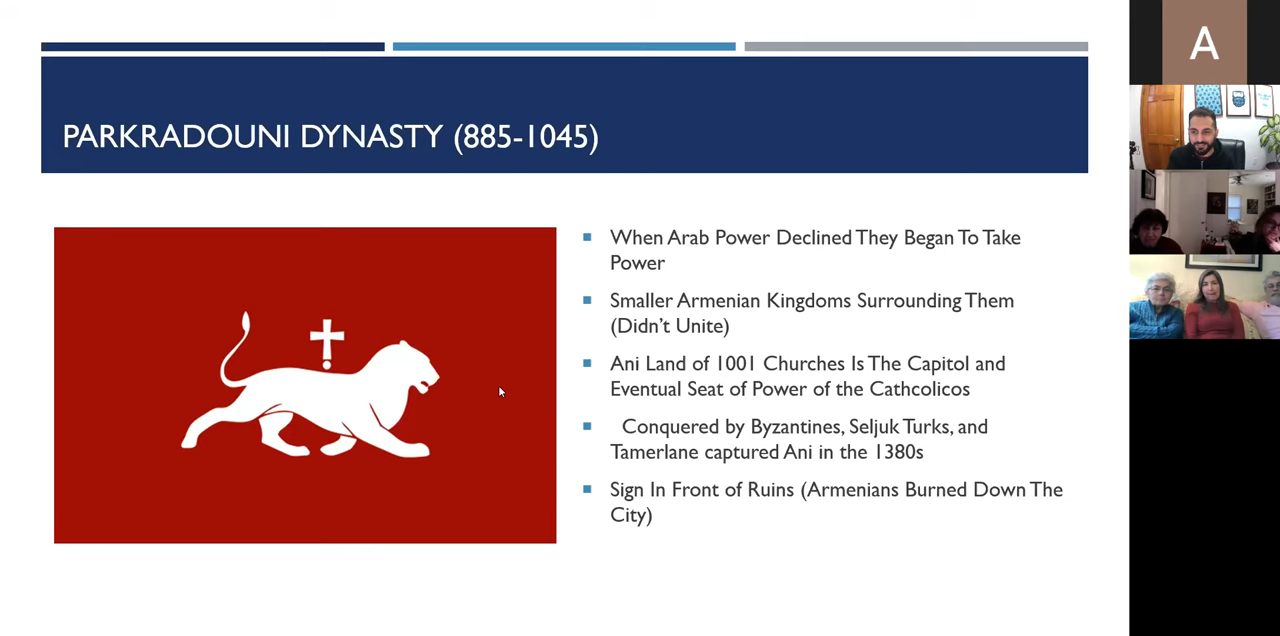 PARKRADOUNI DYNASTY (885-1045)
When Arab Power Declined They Began To Take
Power
Smaller Armenian Kingdoms Surrounding Them
(Didn't Unite)
Ani Land of 1001 Churches Is The Capitol and
Eventual Seat of Power of the Cathcolicos
Conquered by Byzantines, Seljuk Turks, and
Tamerlane captured Ani in the 1380s
Sign In Front of Ruins (Armenians Burned Down The
City)
A